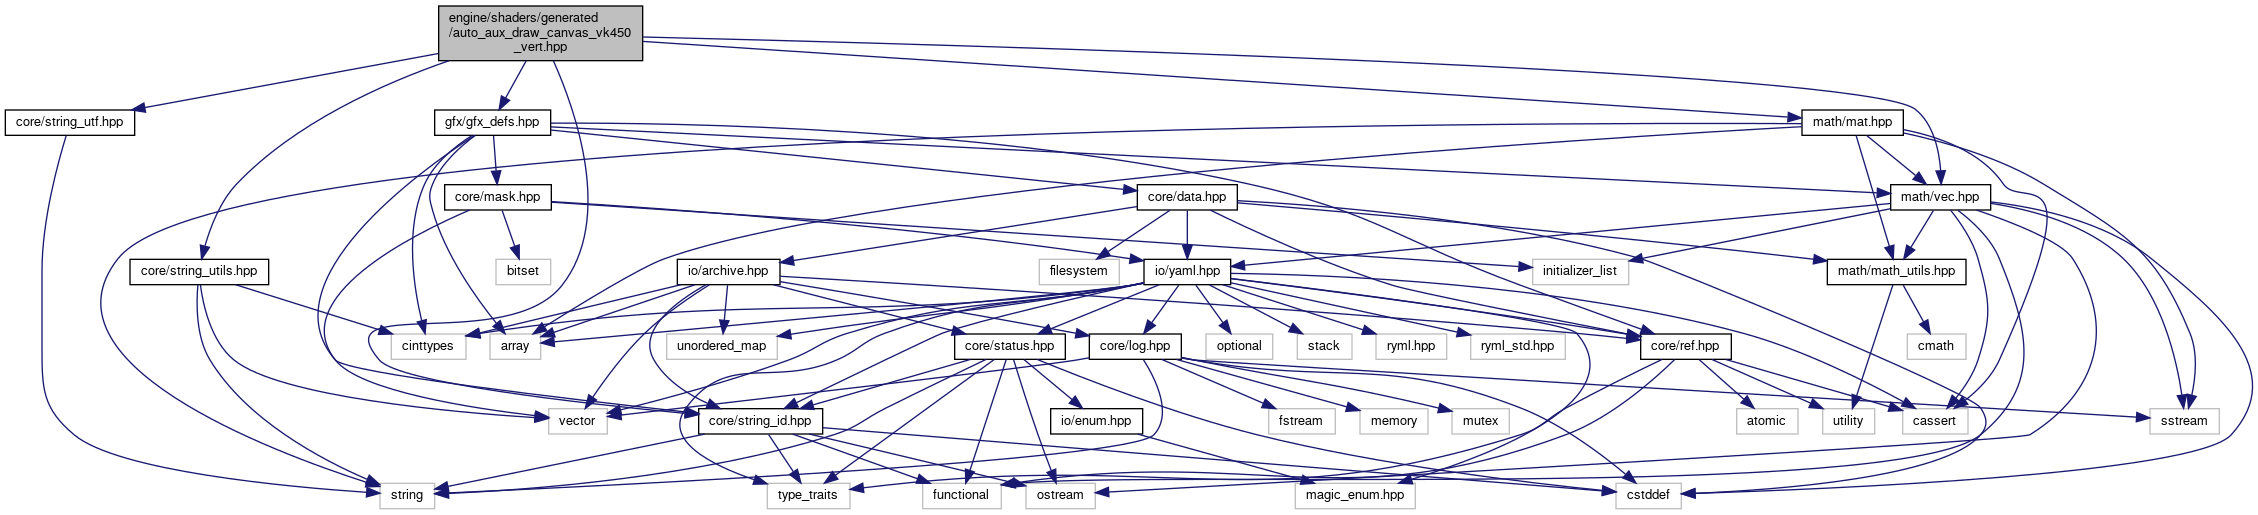 engine/shaders/generated
/auto_aux_draw_canvas_vk450
_vert.hpp
core/string_utf.hpp
gfx/gfx_defs.hpp
math/mat.hpp
core/mask.hpp
core/data.hpp
math/vec.hpp
core/string_utils.hpp
bitset
io/archive.hpp
filesystem
io/yaml.hpp
initializer_list
math/math_utils.hpp
cinttypes
array
unordered_map
core/status.hpp
core/log.hpp
optional
stack
ryml.hpp
ryml_std.hpp
core/ref.hpp
cmath
vector
core/string_id.hpp
io/enum.hpp
fstream
memory
mutex
atomic
utility
cassert
sstream
string
type_traits
functional
ostream
magic_enum.hpp
cstddef